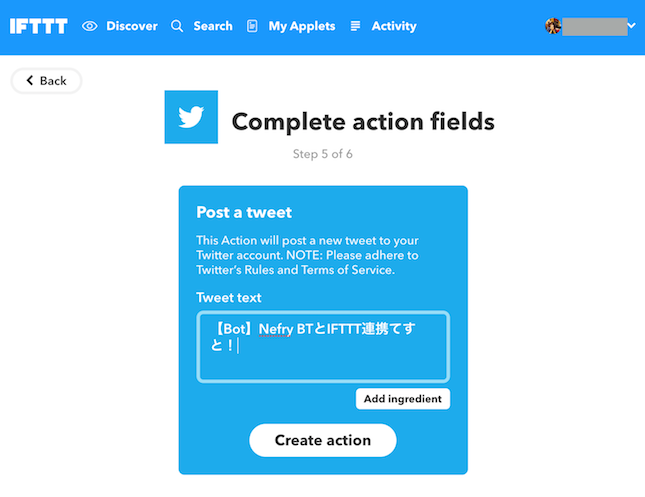 IFTTT Discover Search My Applets Activity
Back
Complete action fields
Step 5 of 6
Post a tweet
This Action will post a new tweet to your
Twitter account. NOTE: Please adhere to
Twitter's Rules and Terms of Service.
Tweet text
【Bot】Nefry BTとIFTTT連携てす
と！
Add ingredient
Create action